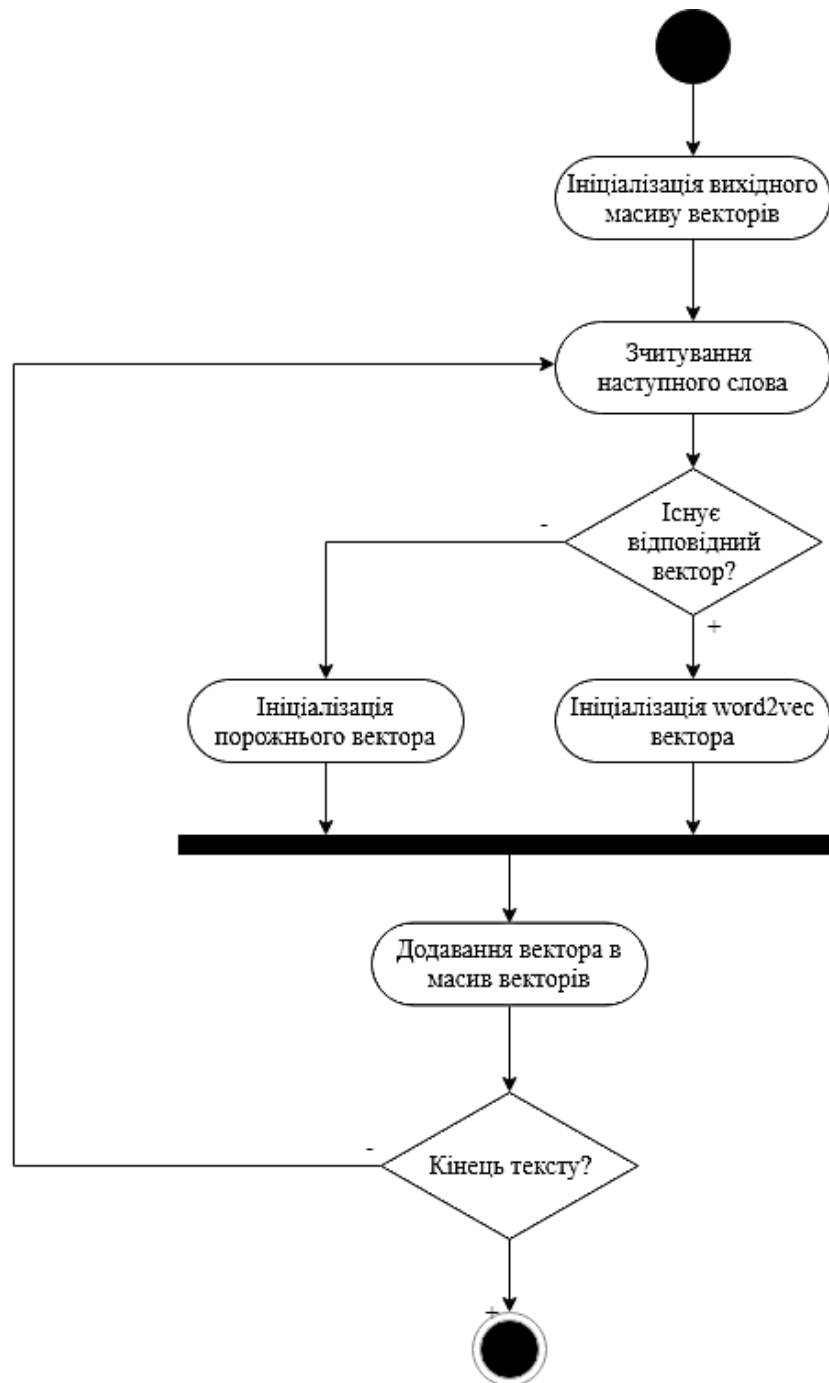 Ініціалізація вихідного
масиву векторів
Зчитування
наступного слова
Існує
відповідний
вектор?
-
+
Ініціалізація
порожнього вектора
Ініціалізація word2vec
вектора
Додавання вектора в
масив векторів
Кінець тексту?
-
+